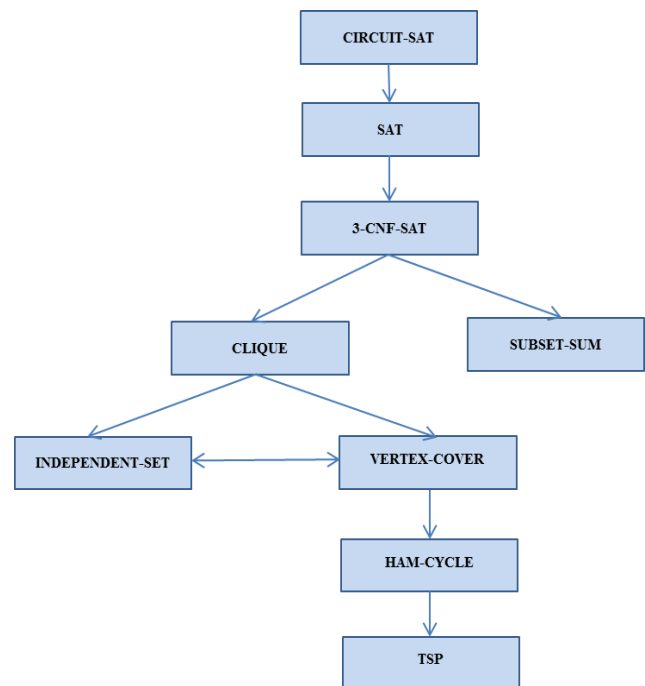 CIRCUIT-SAT
SAT
3-CNF-SAT
CLIQUE
SUBSET-SUM
INDEPENDENT-SET
VERTEX-COVER
HAM-CYCLE
TSP